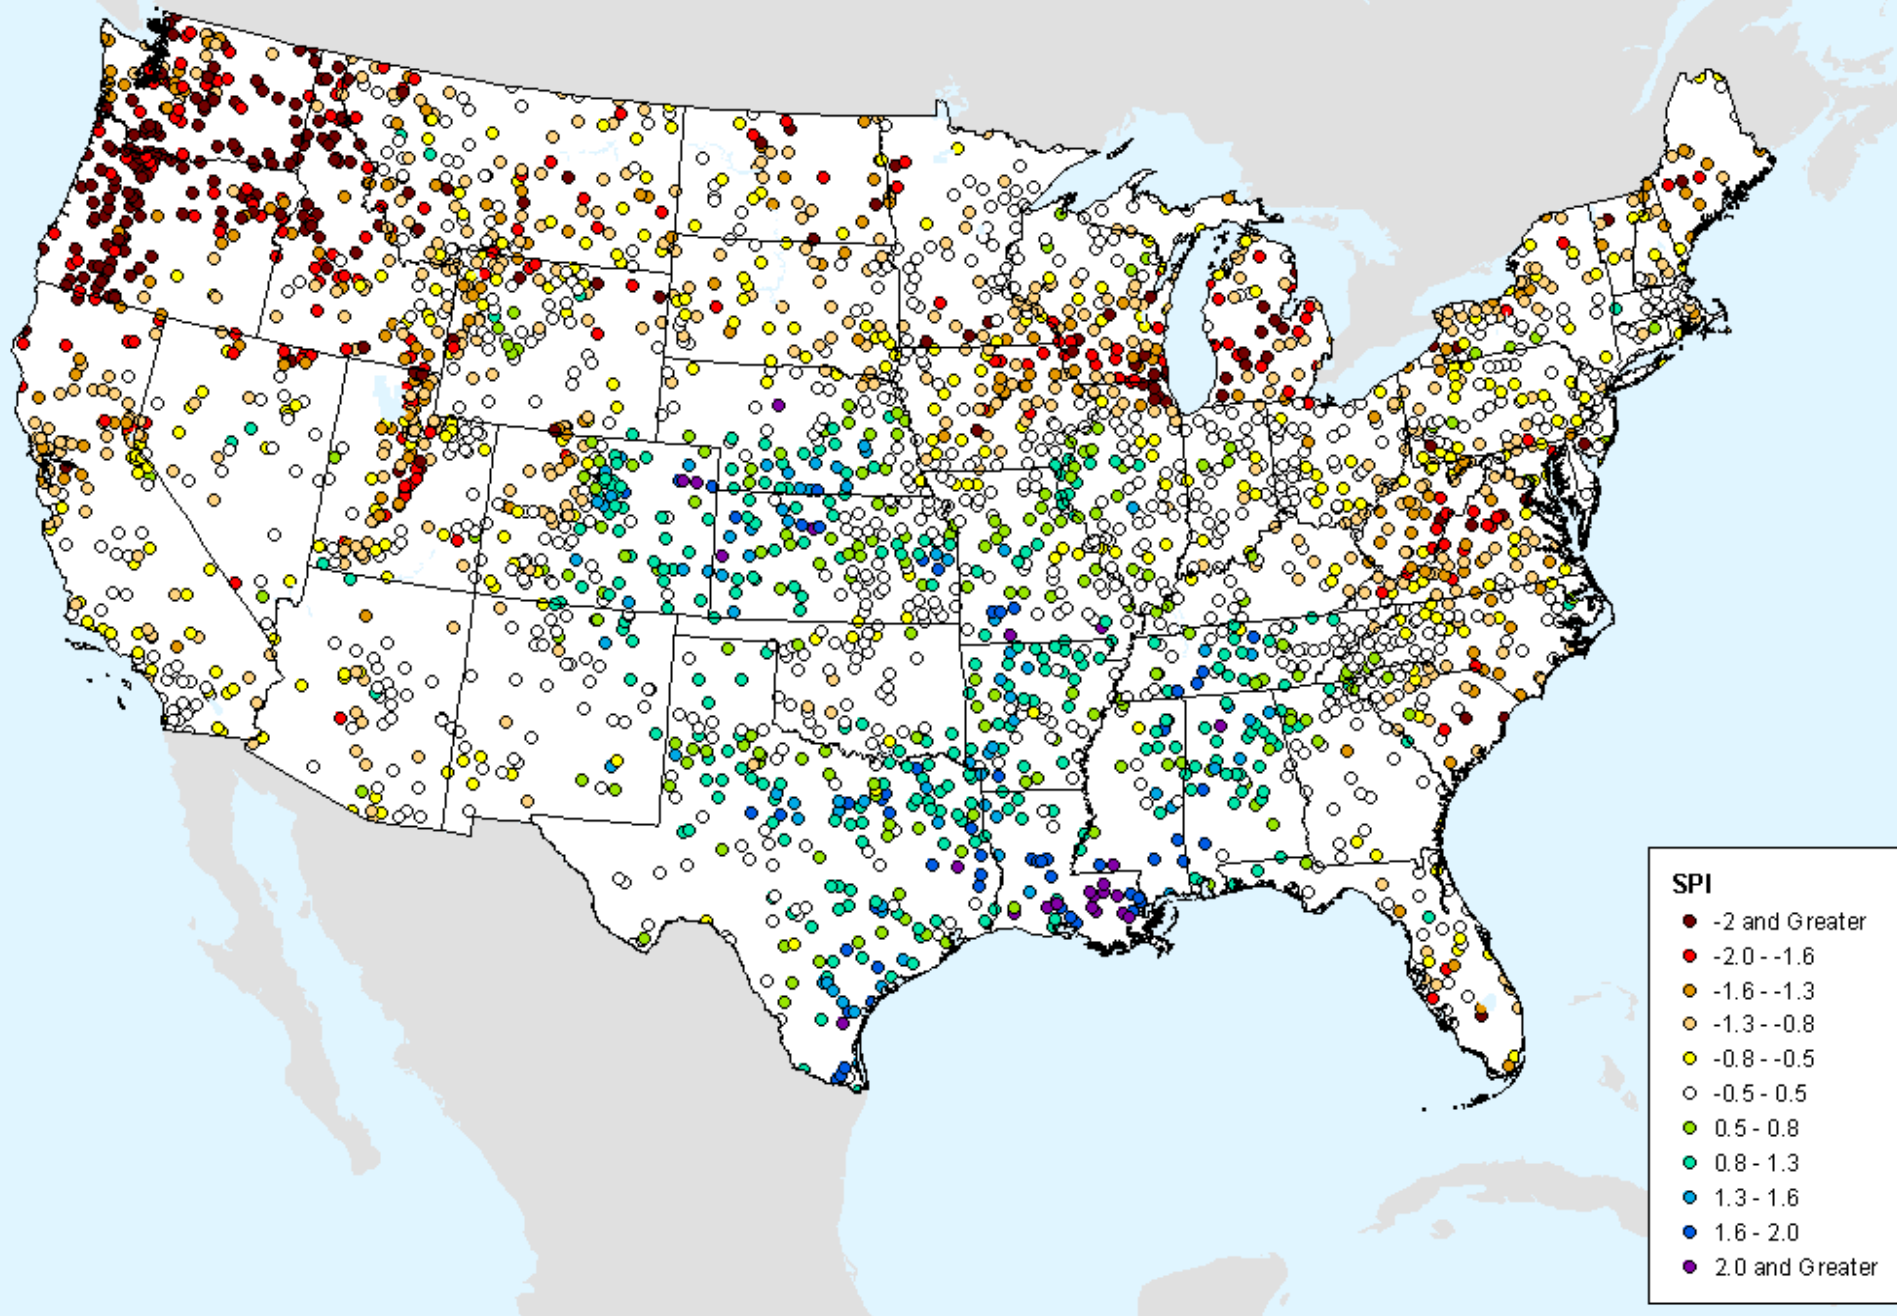 SPI
-2 and Greater
-2.0 - -1.6
-1.6 - -1.3
-1.3 - -0.8
-0.8 - -0.5
-0.5 - 0.5
0.5 - 0.8
0.8 - 1.3
1.3 - 1.6
1.6 - 2.0
2.0 and Greater